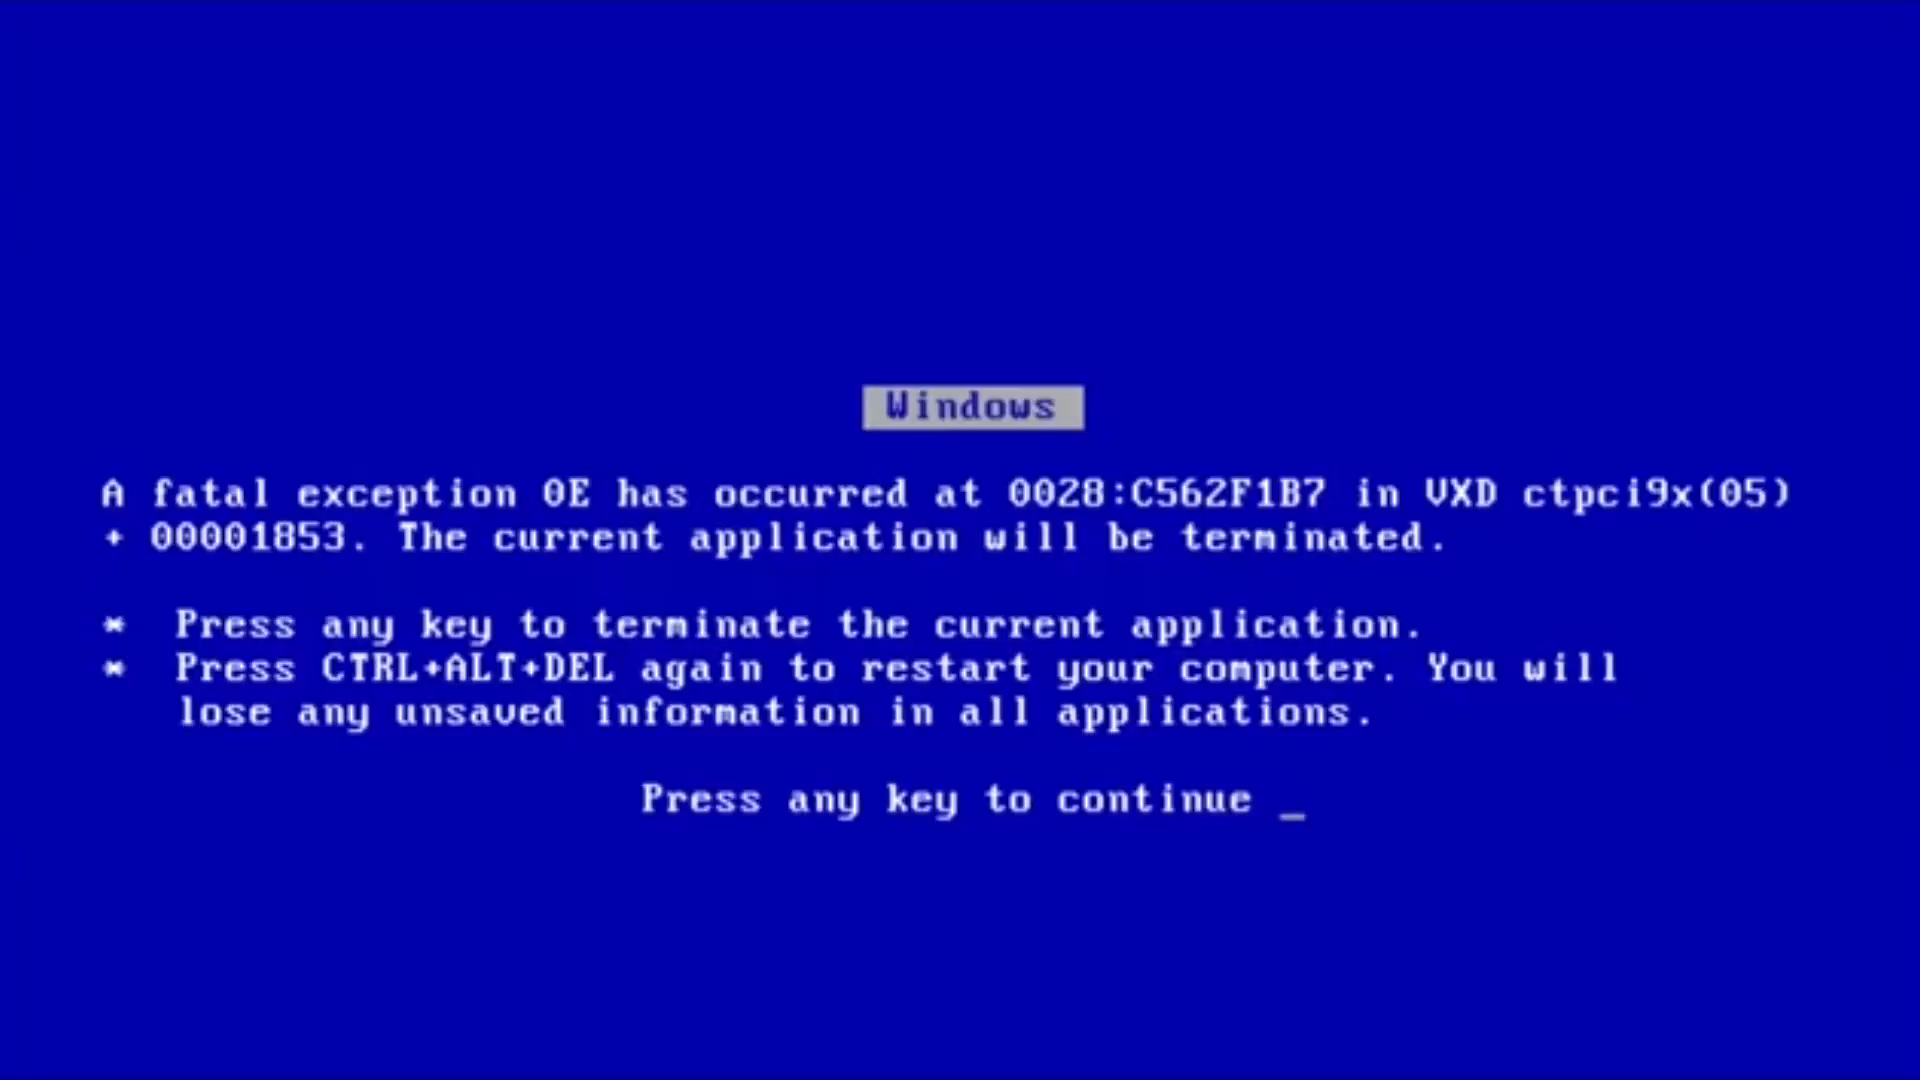 Windows
A fatal exception 0E has occurred at 0028:C562F1B7 in VXD ctpci9x(05)
+ 00001853. The current application will be terminated.
* Press any key to terminate the current application.
* Press CTRL+ALT+DEL again to restart your computer. You will
lose any unsaved information in all applications.
Press any key to continue _